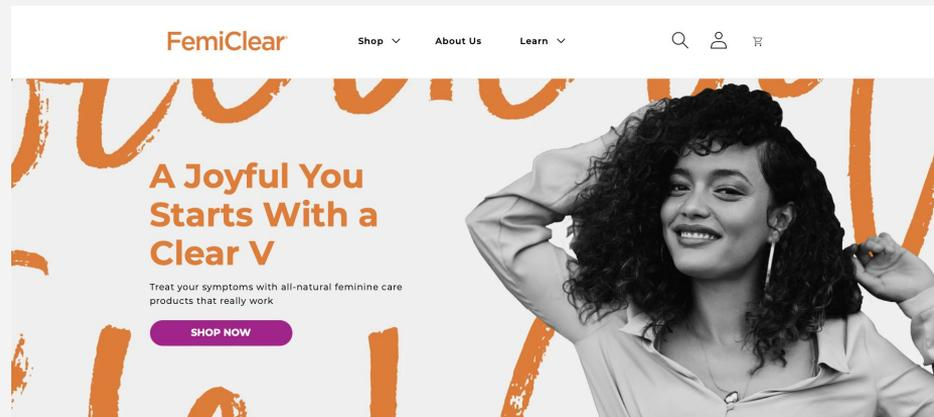 FemiClear
Shop
About Us
Learn
A Joyful You
Starts With a
Clear V
Treat your symptoms with all-natural feminine care
products that really work
SHOP NOW